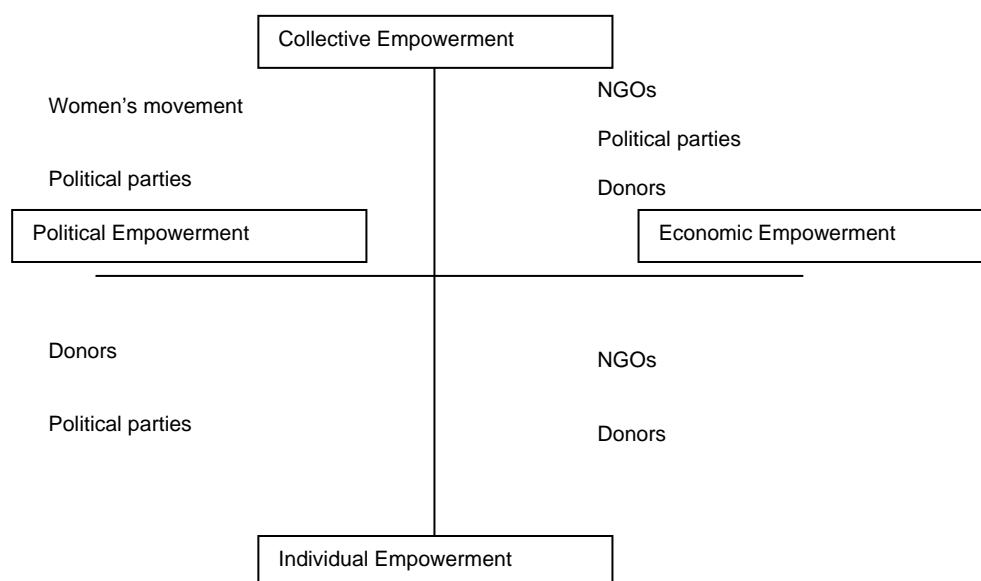 Collective Empowerment
Women's movement
NGOs
Political parties
Political parties
Donors
Political Empowerment
Economic Empowerment
Donors
NGOs
Political parties
Donors
Individual Empowerment